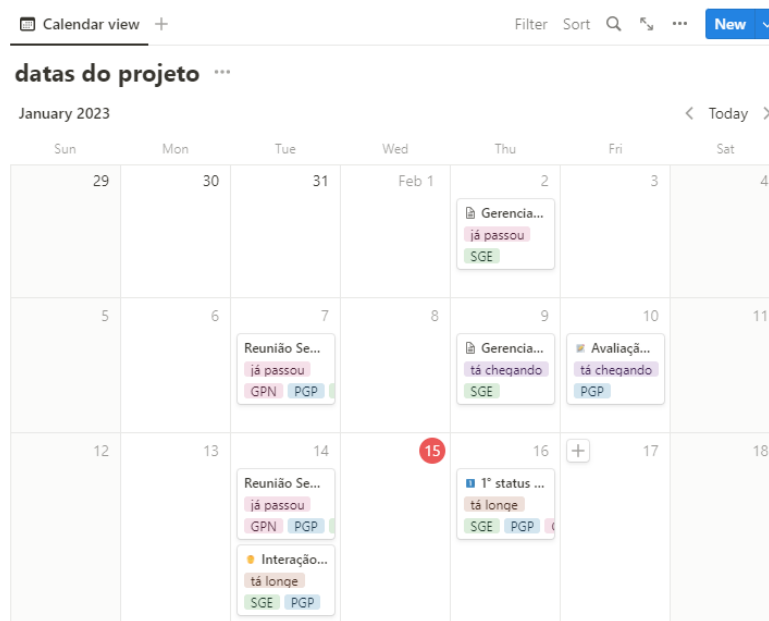 Calendar view
Filter Sort New
datas do projeto ...
January 2023
Today
Sun Mon Tue Wed Thu Fri Sat
29 30 31 Feb 1 2 3 4
Gerencia...
já passou
SGE
5 6 7 8 9 10 11
Reunião Se...
já passou
GPN PGP
Gerencia...
tá chegando
SGE
Avaliaçã...
tá chegando
PGP
12 13 14 15 16 17 18
Reunião Se...
já passou
GPN PGP
Interação...
tá longe
SGE PGP
1° status ...
tá longe
SGE PGP